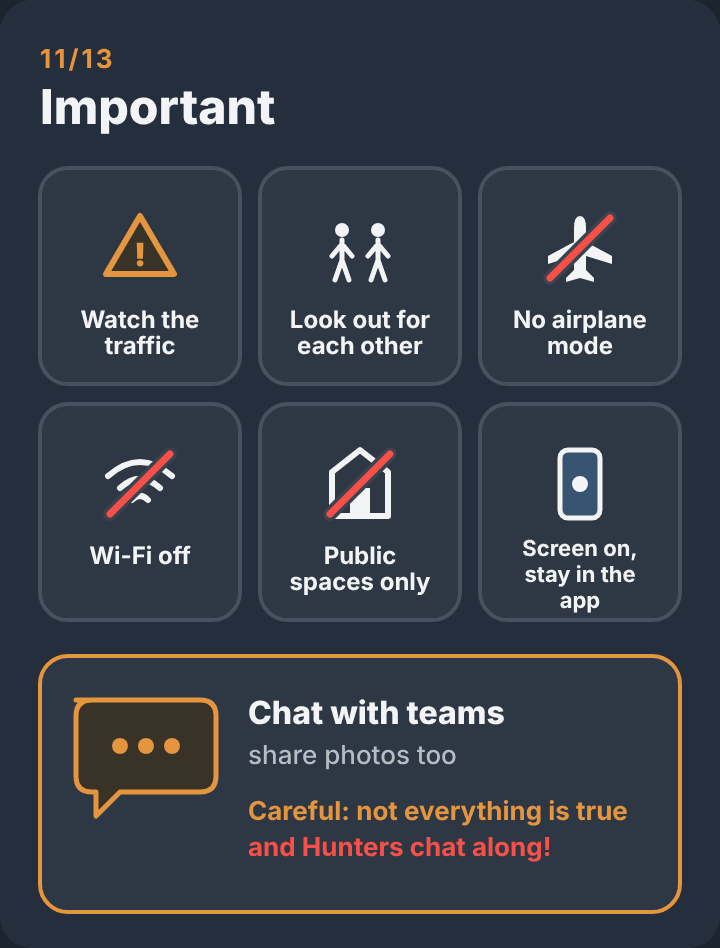 11/13
Important
!
Watch the
traffic
Look out for
each other
No airplane
mode
Wi-Fi off
Public
spaces only
Screen on,
stay in the
app
Chat with teams
share photos too
Careful: not everything is true
and Hunters chat along!